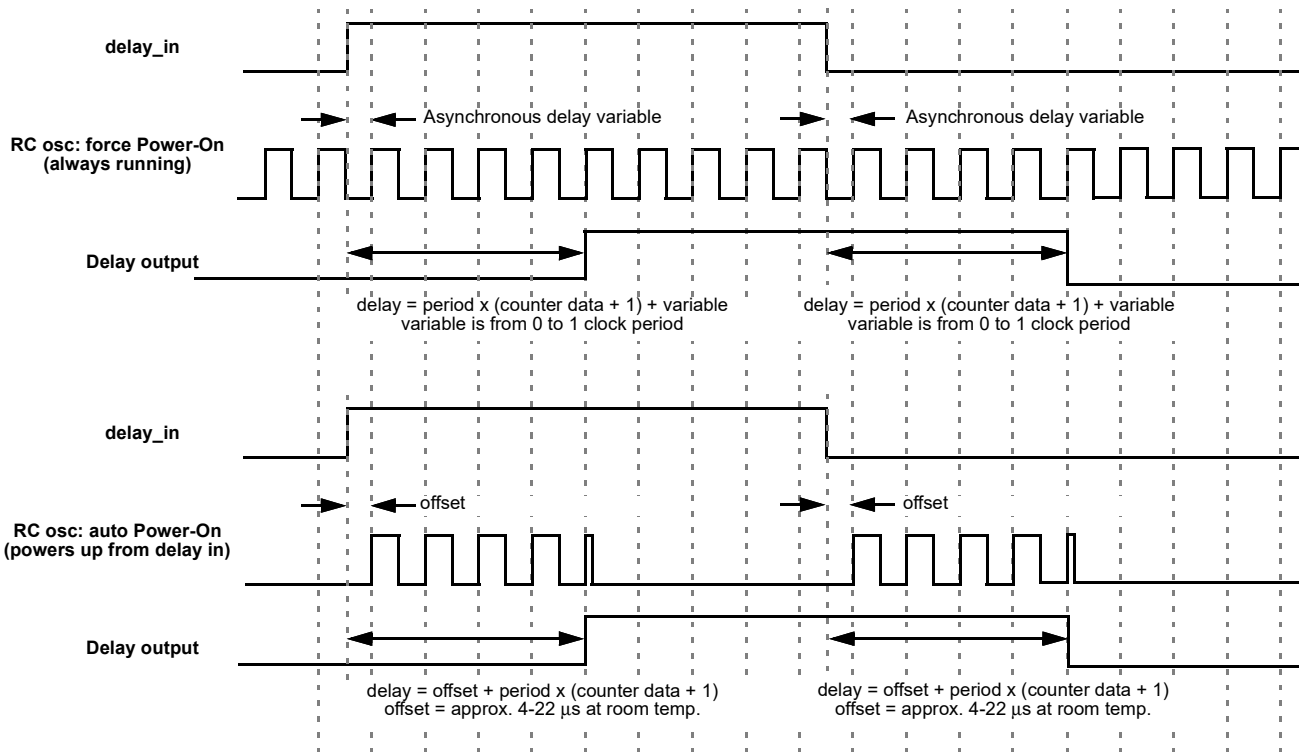 delay_in
Asynchronous delay variable
Asynchronous delay variable
RC osc: force Power-On
(always running)
Delay output
delay = period x (counter data + 1) + variable
variable is from 0 to 1 clock period
delay = period x (counter data + 1) + variable
variable is from 0 to 1 clock period
delay_in
offset
offset
RC osc: auto Power-On
(powers up from delay in)
Delay output
delay = offset + period x (counter data + 1)
offset = approx. 4-22 μs at room temp.
delay = offset + period x (counter data + 1)
offset = approx. 4-22 μs at room temp.